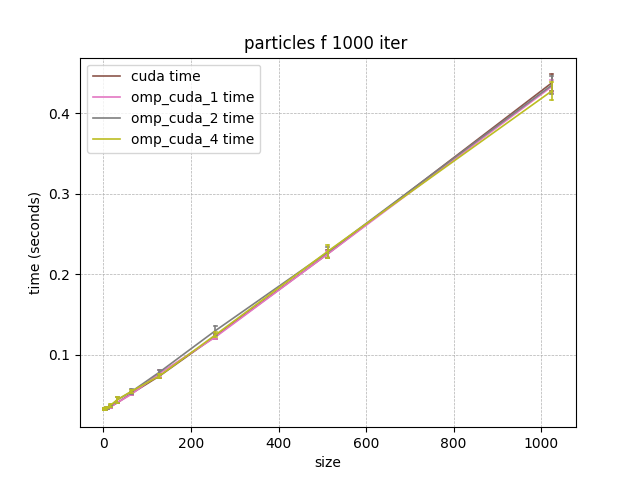 particles f 1000 iter
cuda time
omp_cuda_1 time
omp_cuda_2 time
omp_cuda_4 time
time (seconds)
0.4
0.3
0.2
0.1
0 200 400 600 800 1000
size